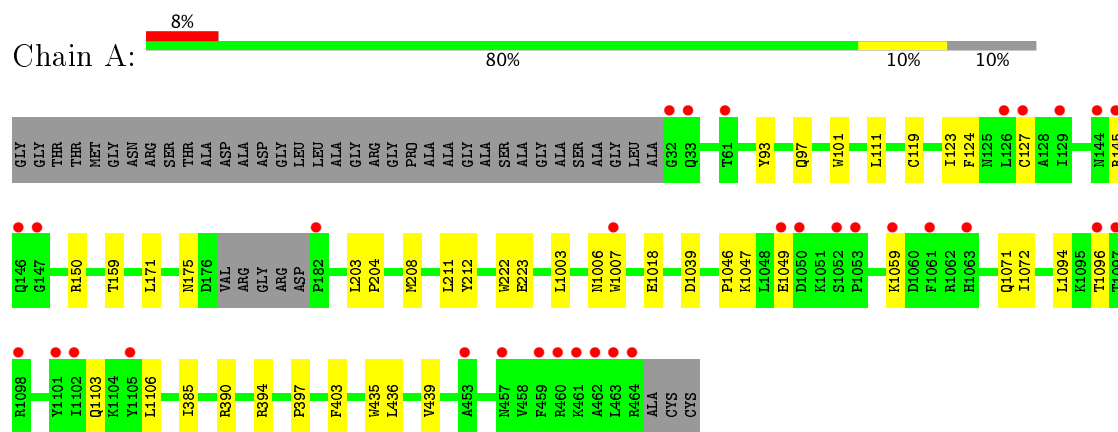 8%
Chain A:
80% 10% 10%
GLY GLY THR THR MET GLY ASN ARG SER THR ALA ASP ALA ASP GLY LEU LEU ALA GLY ARG GLY PRO ALA ALA GLY ALA SER ALA GLY ALA SER ALA GLY LEU ALA G32 Q33 T61 Y93 Q97 W101 L111 C119 I123 F124 N125 L126 C127 A128 I129 N144 R145
Q146 G147 R150 T159 L171 N175 D176 VAL ARG GLY ARG ASP P182 L203 P204 M208 L211 Y212 W222 E223 L1003 N1006 W1007 E1018 D1039 P1046 K1047 L1048 E1049 D1050 K1051 S1052 P1053 K1059 D1060 F1061 R1062 H1063 Q1071 I1072 L1094 K1095 T1096 T1097
R1098 Y1101 I1102 Q1103 K1104 Y1105 L1106 I385 R390 R394 P397 F403 W435 L436 V439 A453 N457 V458 F459 R460 K461 A462 L463 R464 ALA CYS CYS